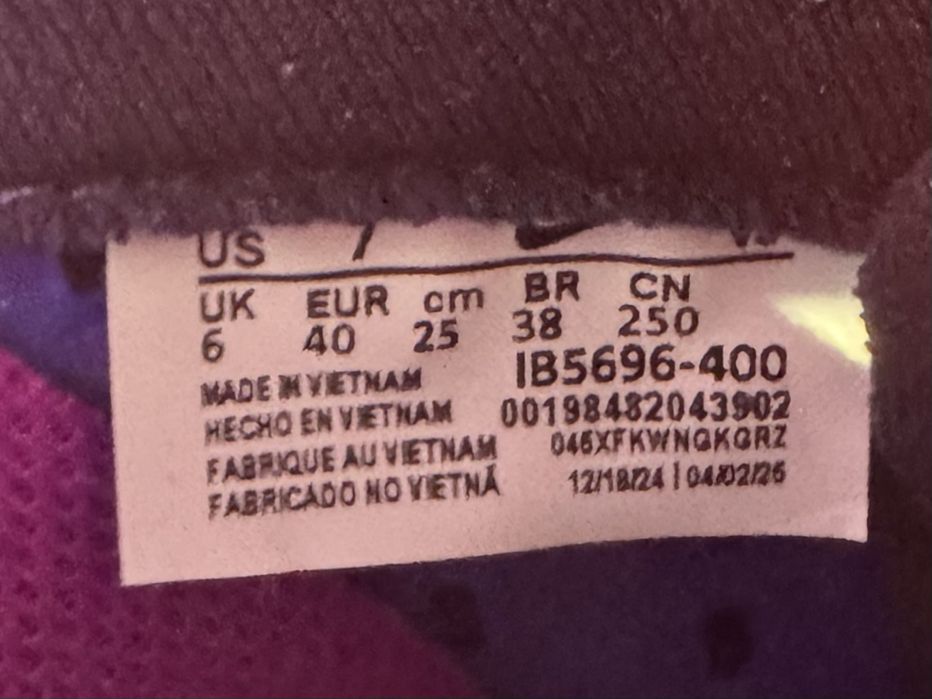 US 7
UK EUR cm BR CN
6 40 25 38 250
IB5696-400
MADE IN VIETNAM
00198482043902
HECHO EN VIETNAM
046XFKWNGKGRZ
FABRIQUE AU VIETNAM
12/18/24 | 04/02/25
FABRICADO NO VIETNÃ